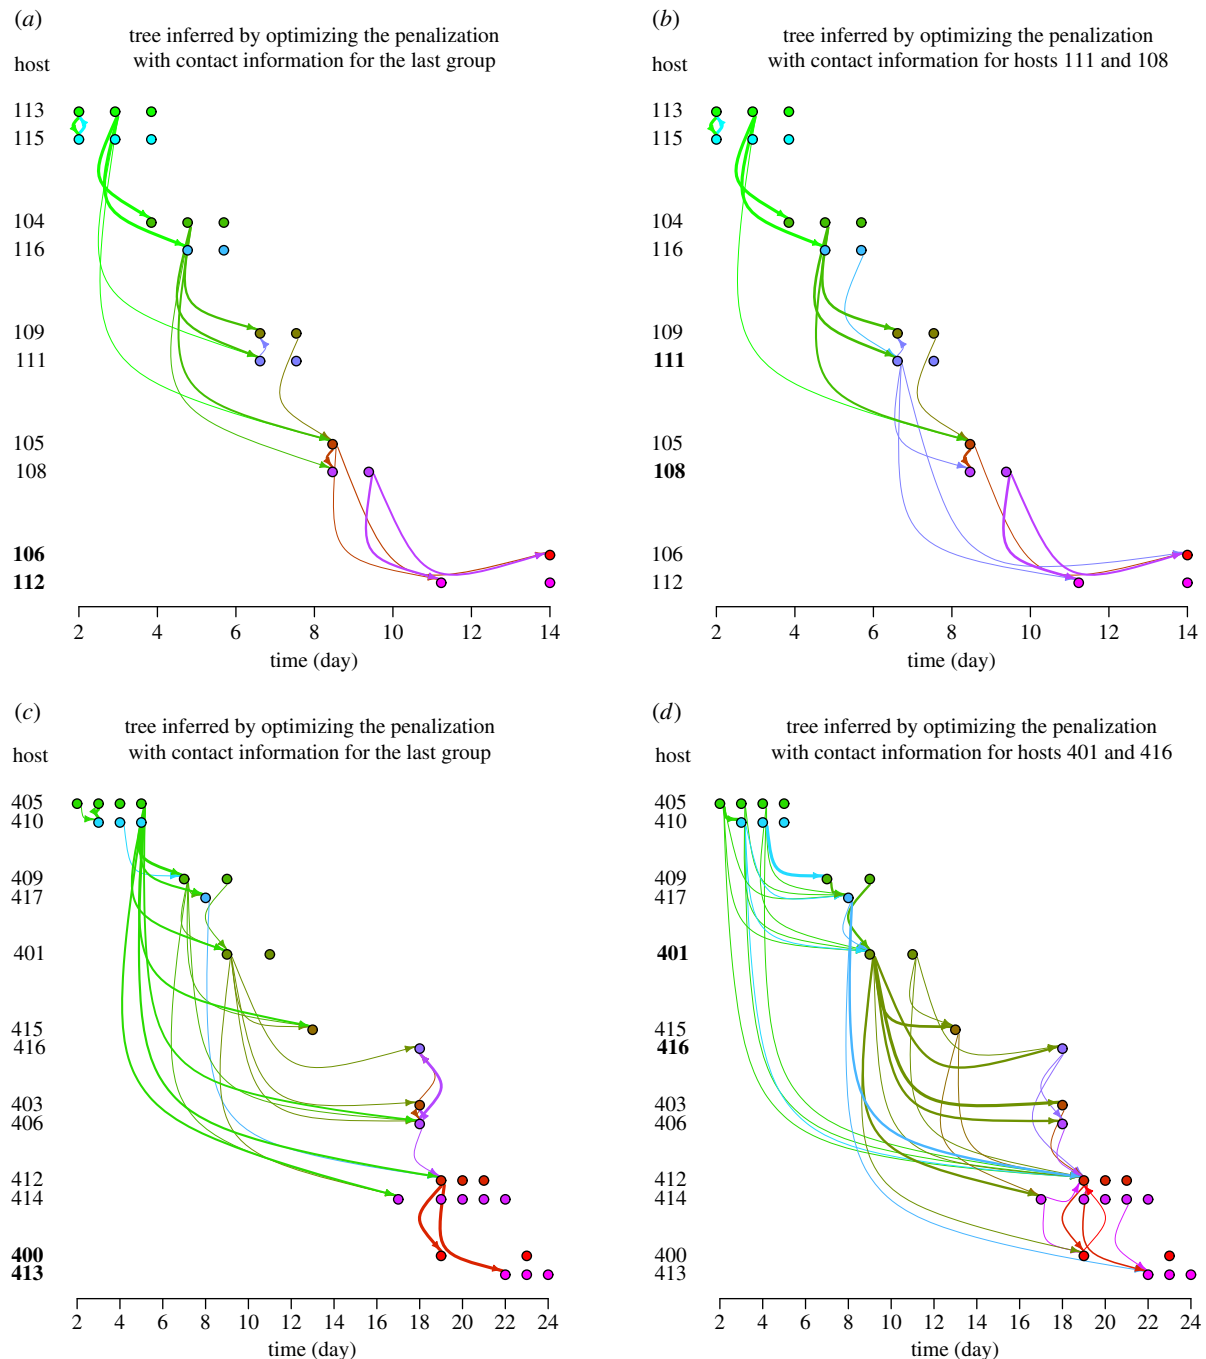 (a)
tree inferred by optimizing the penalization
with contact information for the last group
host
113
115
104
116
109
111
105
108
106
112
2 4 6 8 10 12 14
time (day)
(b)
tree inferred by optimizing the penalization
with contact information for hosts 111 and 108
host
113
115
104
116
109
111
105
108
106
112
2 4 6 8 10 12 14
time (day)
(c)
tree inferred by optimizing the penalization
with contact information for the last group
host
405
410
409
417
401
415
416
403
406
412
414
400
413
2 4 6 8 10 12 14 16 18 20 22 24
time (day)
(d)
tree inferred by optimizing the penalization
with contact information for hosts 401 and 416
host
405
410
409
417
401
415
416
403
406
412
414
400
413
2 4 6 8 10 12 14 16 18 20 22 24
time (day)